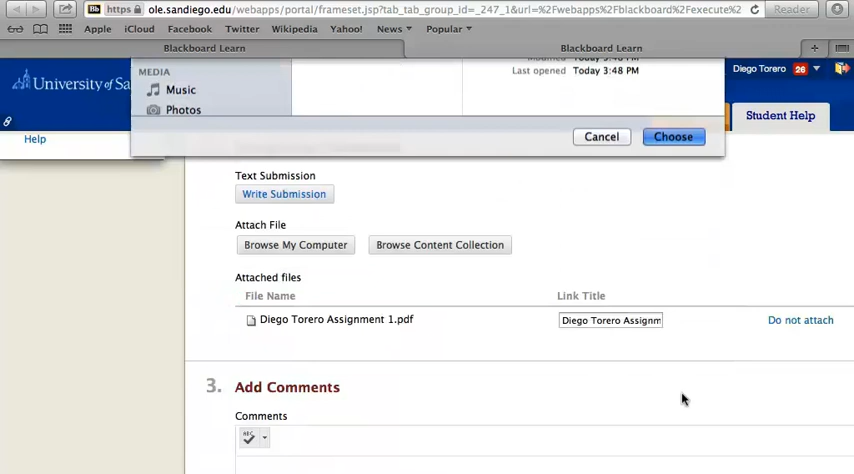 Bb https ole.sandiego.edu/webapps/portal/frameset.jsp?tab_tab_group_id=_247_1&url=%2Fwebapps%2Fblackboard%2Fexecute%2 Reader
Apple iCloud Facebook Twitter Wikipedia Yahoo! News Popular
Blackboard Learn Blackboard Learn
Last opened Today 3:48 PM
MEDIA
Music
Photos
University of Sa
Diego Torero 26
Student Help
Help
Cancel Choose
Text Submission
Write Submission
Attach File
Browse My Computer Browse Content Collection
Attached files
File Name Link Title
Diego Torero Assignment 1.pdf Diego Torero Assignm Do not attach
3. Add Comments
Comments
ABC